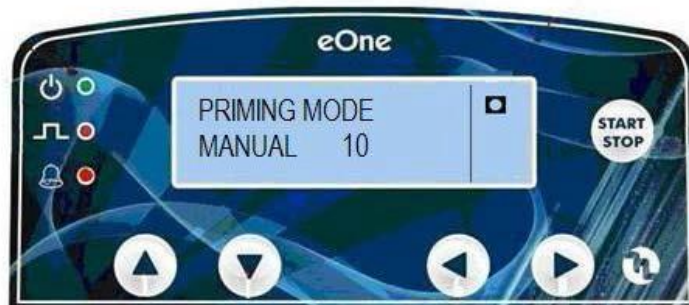 eOne
PRIMING MODE
MANUAL 10
START
STOP